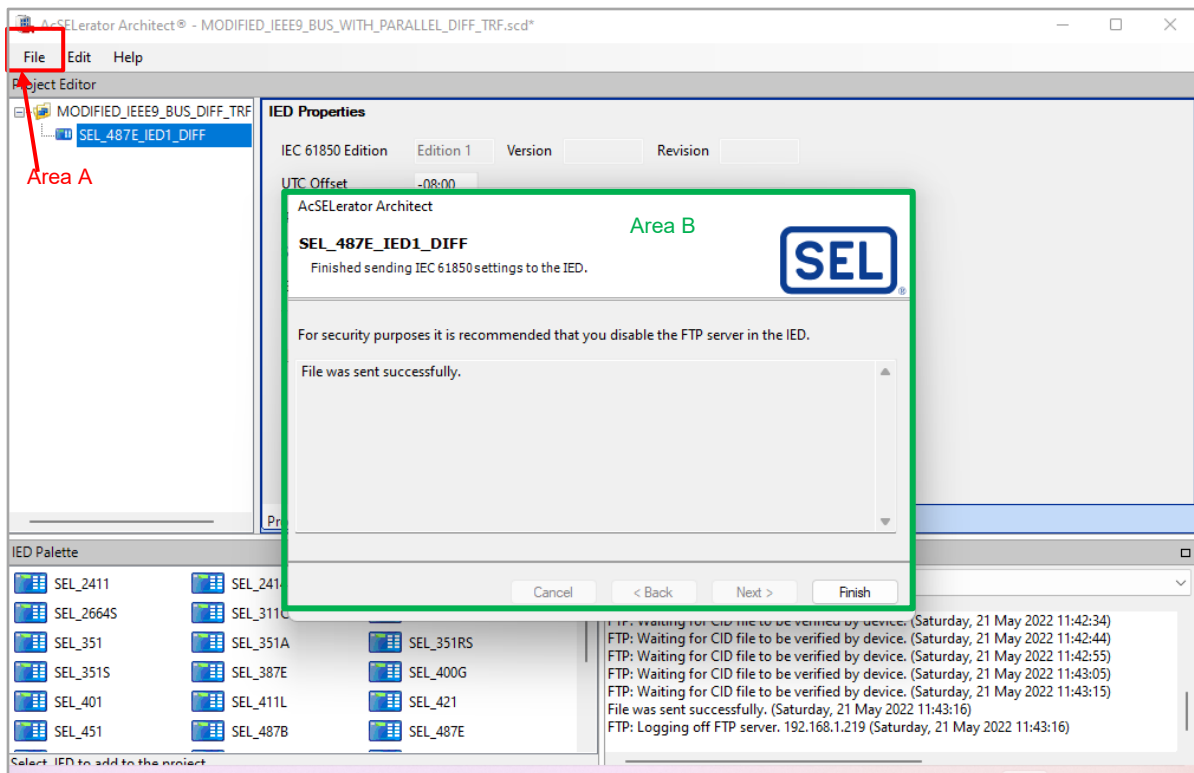 AcSELerator Architect® - MODIFIED_IEEE9_BUS_WITH_PARALLEL_DIFF_TRF.scd*
File Edit Help
Project Editor
MODIFIED_IEEE9_BUS_DIFF_TRF
SEL_487E_IED1_DIFF
Area A
IED Properties
IEC 61850 Edition Edition 1 Version Revision
UTC Offset -08:00
AcSELerator Architect
Area B
SEL_487E_IED1_DIFF
Finished sending IEC 61850 settings to the IED.
SEL®
For security purposes it is recommended that you disable the FTP server in the IED.
File was sent successfully.
Cancel < Back Next > Finish
IED Palette
SEL_2411 SEL_241
SEL_2664S SEL_311C
SEL_351 SEL_351A SEL_351RS
SEL_351S SEL_387E SEL_400G
SEL_401 SEL_411L SEL_421
SEL_451 SEL_487B SEL_487E
Select IED to add to the project
FTP: Waiting for CID file to be verified by device. (Saturday, 21 May 2022 11:42:34)
FTP: Waiting for CID file to be verified by device. (Saturday, 21 May 2022 11:42:44)
FTP: Waiting for CID file to be verified by device. (Saturday, 21 May 2022 11:42:55)
FTP: Waiting for CID file to be verified by device. (Saturday, 21 May 2022 11:43:05)
FTP: Waiting for CID file to be verified by device. (Saturday, 21 May 2022 11:43:15)
File was sent successfully. (Saturday, 21 May 2022 11:43:16)
FTP: Logging off FTP server. 192.168.1.219 (Saturday, 21 May 2022 11:43:16)